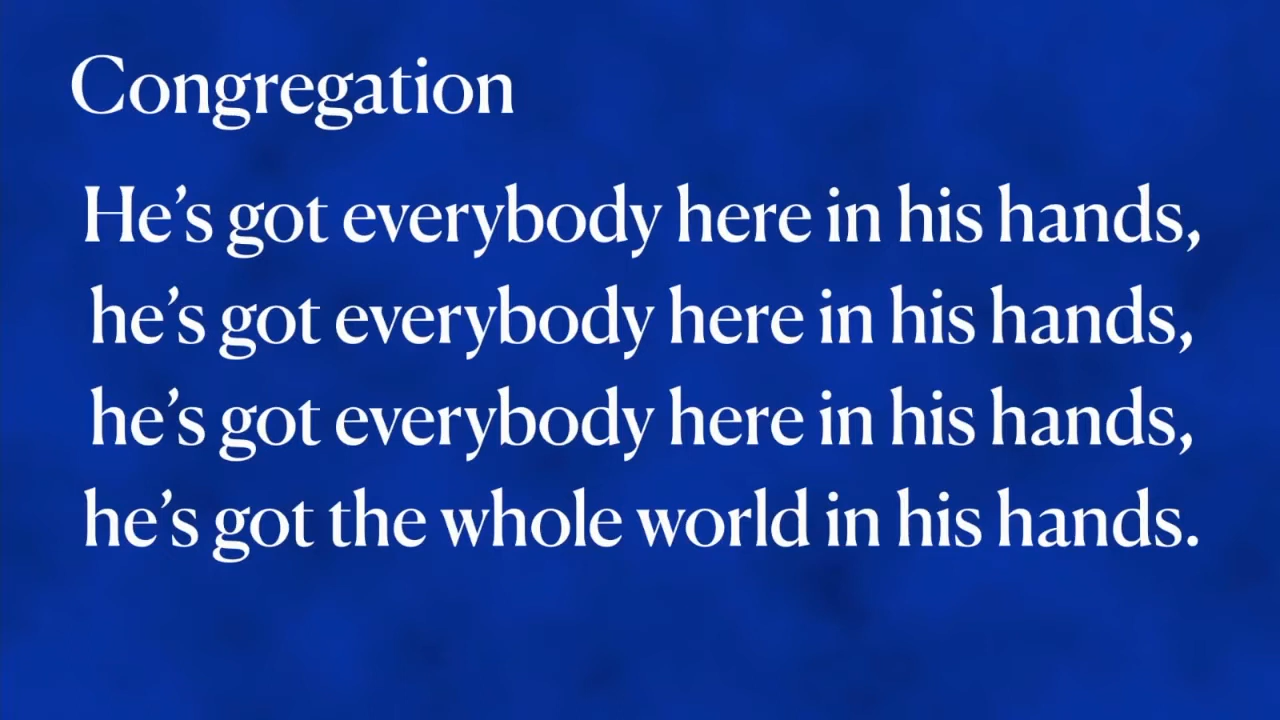 Congregation
He’s got everybody here in his hands,
he’s got everybody here in his hands,
he’s got everybody here in his hands,
he’s got the whole world in his hands.